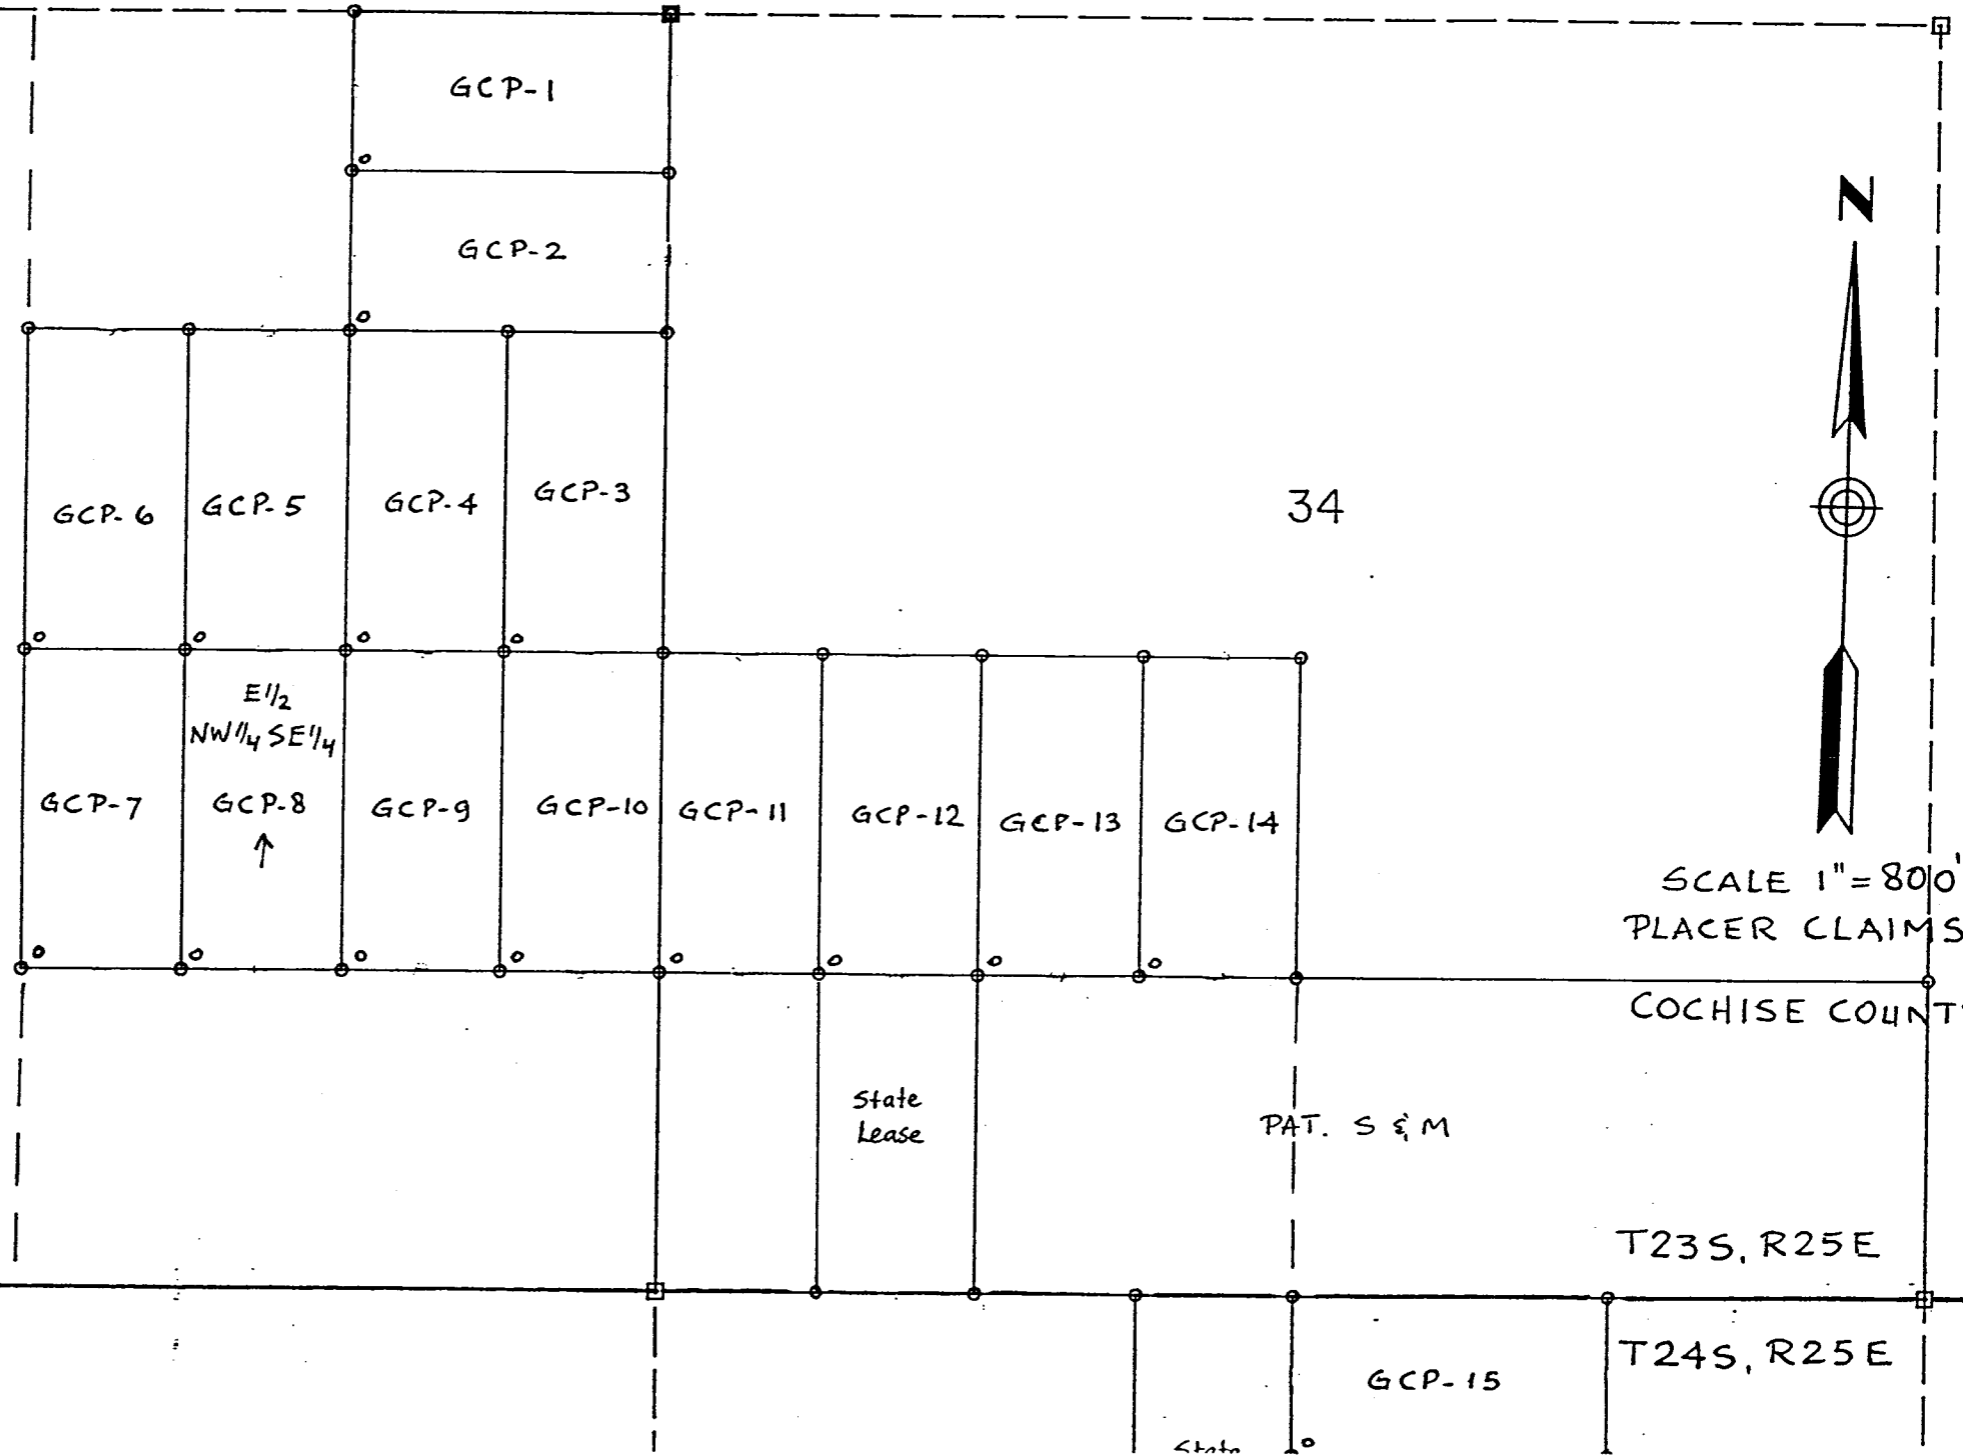 GCP-1
N
GCP-2
GCP-6
GCP-5
GCP-4
GCP-3
34
E1/2
NW1/4 SE1/4
GCP-7
GCP-8
↑
GCP-9
GCP-10
GCP-11
GCP-12
GCP-13
GCP-14
SCALE 1"=800'
PLACER CLAIMS
COCHISE COUNT
State
Lease
PAT. S & M
T23S, R25E
T24S, R25E
GCP-15
State